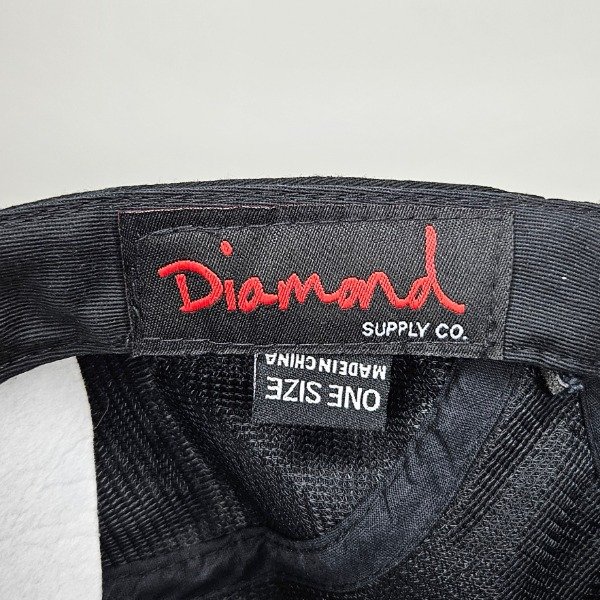 Diamond
SUPPLY CO.
ONE SIZE
MADE IN CHINA